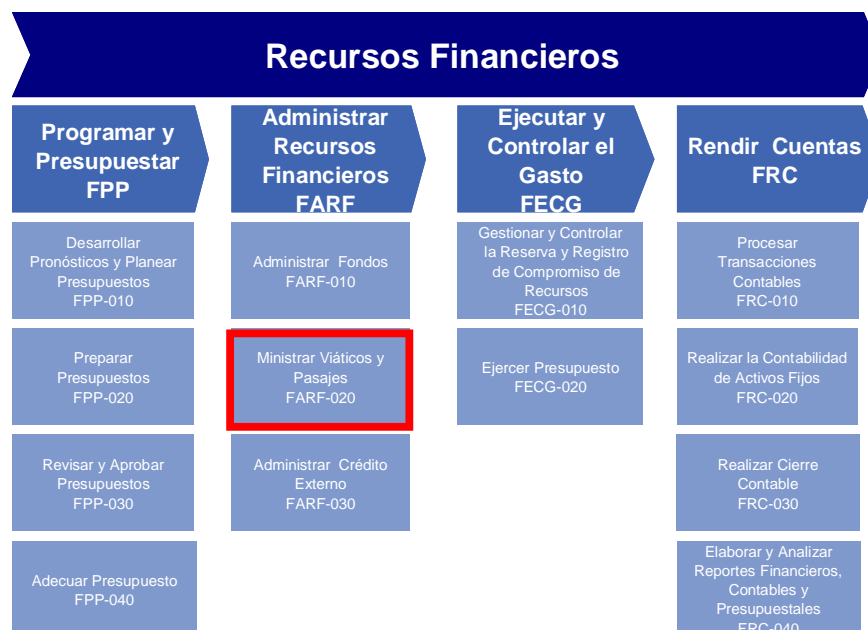 Recursos Financieros
Programar y
Presupuestar
FPP
Administrar
Recursos
Financieros
FARF
Ejecutar y
Controlar el
Gasto
FECG
Rendir Cuentas
FRC
Desarrollar
Pronósticos y Planear
Presupuestos
FPP-010
Administrar Fondos
FARF-010
Gestionar y Controlar
la Reserva y Registro
de Compromiso de
Recursos
FECG-010
Procesar
Transacciones
Contables
FRC-010
Preparar
Presupuestos
FPP-020
Ministrar Viáticos y
Pasajes
FARF-020
Ejercer Presupuesto
FECG-020
Realizar la Contabilidad
de Activos Fijos
FRC-020
Revisar y Aprobar
Presupuestos
FPP-030
Administrar Crédito
Externo
FARF-030
Realizar Cierre
Contable
FRC-030
Adecuar Presupuesto
FPP-040
Elaborar y Analizar
Reportes Financieros,
Contables y
Presupuestales
FRC-040